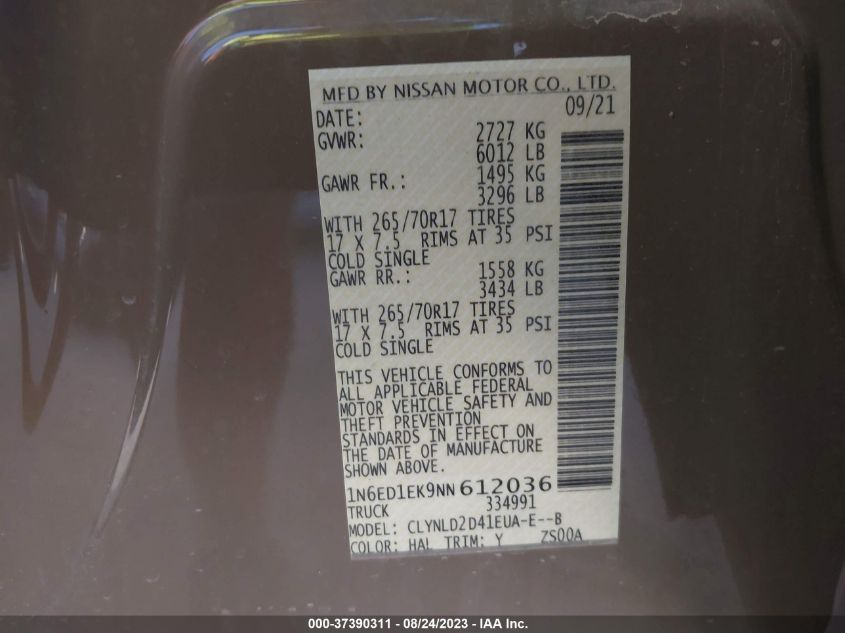 MFD BY NISSAN MOTOR CO., LTD.
DATE: 09/21
GVWR: 2727 KG
6012 LB
GAWR FR.: 1495 KG
3296 LB
WITH 265/70R17 TIRES
17 X 7.5 RIMS AT 35 PSI
COLD SINGLE
GAWR RR.: 1558 KG
3434 LB
WITH 265/70R17 TIRES
17 X 7.5 RIMS AT 35 PSI
COLD SINGLE
THIS VEHICLE CONFORMS TO
ALL APPLICABLE FEDERAL
MOTOR VEHICLE SAFETY AND
THEFT PREVENTION
STANDARDS IN EFFECT ON
THE DATE OF MANUFACTURE
SHOWN ABOVE.
1N6ED1EK9NN612036
TRUCK 334991
MODEL: CLYNLD2D41EUA-E--B
COLOR: HAL TRIM: Y ZS00A
000-37390311 - 08/24/2023 - IAA Inc.